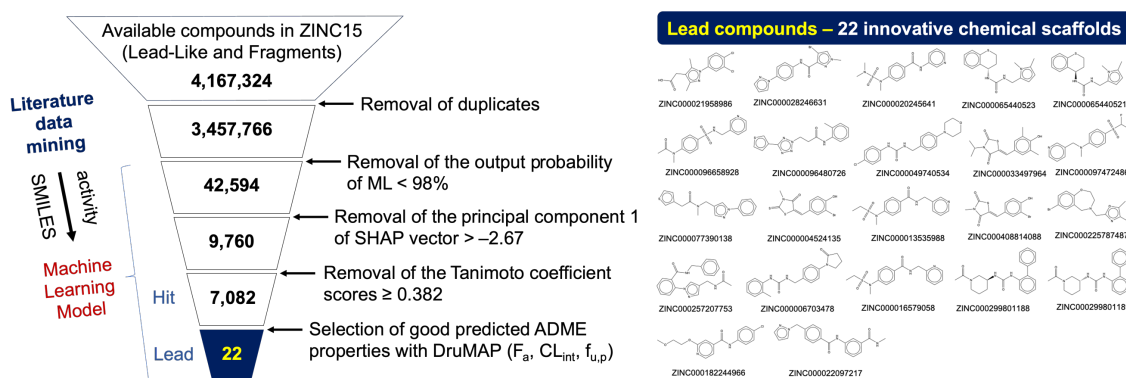 Available compounds in ZINC15
(Lead-Like and Fragments)
4,167,324
Removal of duplicates
3,457,766
Literature
data
mining
Removal of the output probability
of ML < 98%
42,594
activity
SMILES
Removal of the principal component 1
of SHAP vector > –2.67
9,760
Machine
Learning
Model
Removal of the Tanimoto coefficient
scores ≥ 0.382
Hit
7,082
Selection of good predicted ADME
properties with DruMAP (Fa, CLint, fu,p)
Lead
22
Lead compounds – 22 innovative chemical scaffolds
ZINC000021958986
ZINC000028246631
ZINC000020245641
ZINC000065440523
ZINC000065440521
ZINC000096658928
ZINC000096480726
ZINC000049740534
ZINC000033497964
ZINC000097472486
ZINC000077390138
ZINC000004524135
ZINC000013535988
ZINC000408814088
ZINC000225787487
ZINC000257207753
ZINC000006703478
ZINC000016579058
ZINC000299801188
ZINC00029980118
ZINC000182244966
ZINC000022097217